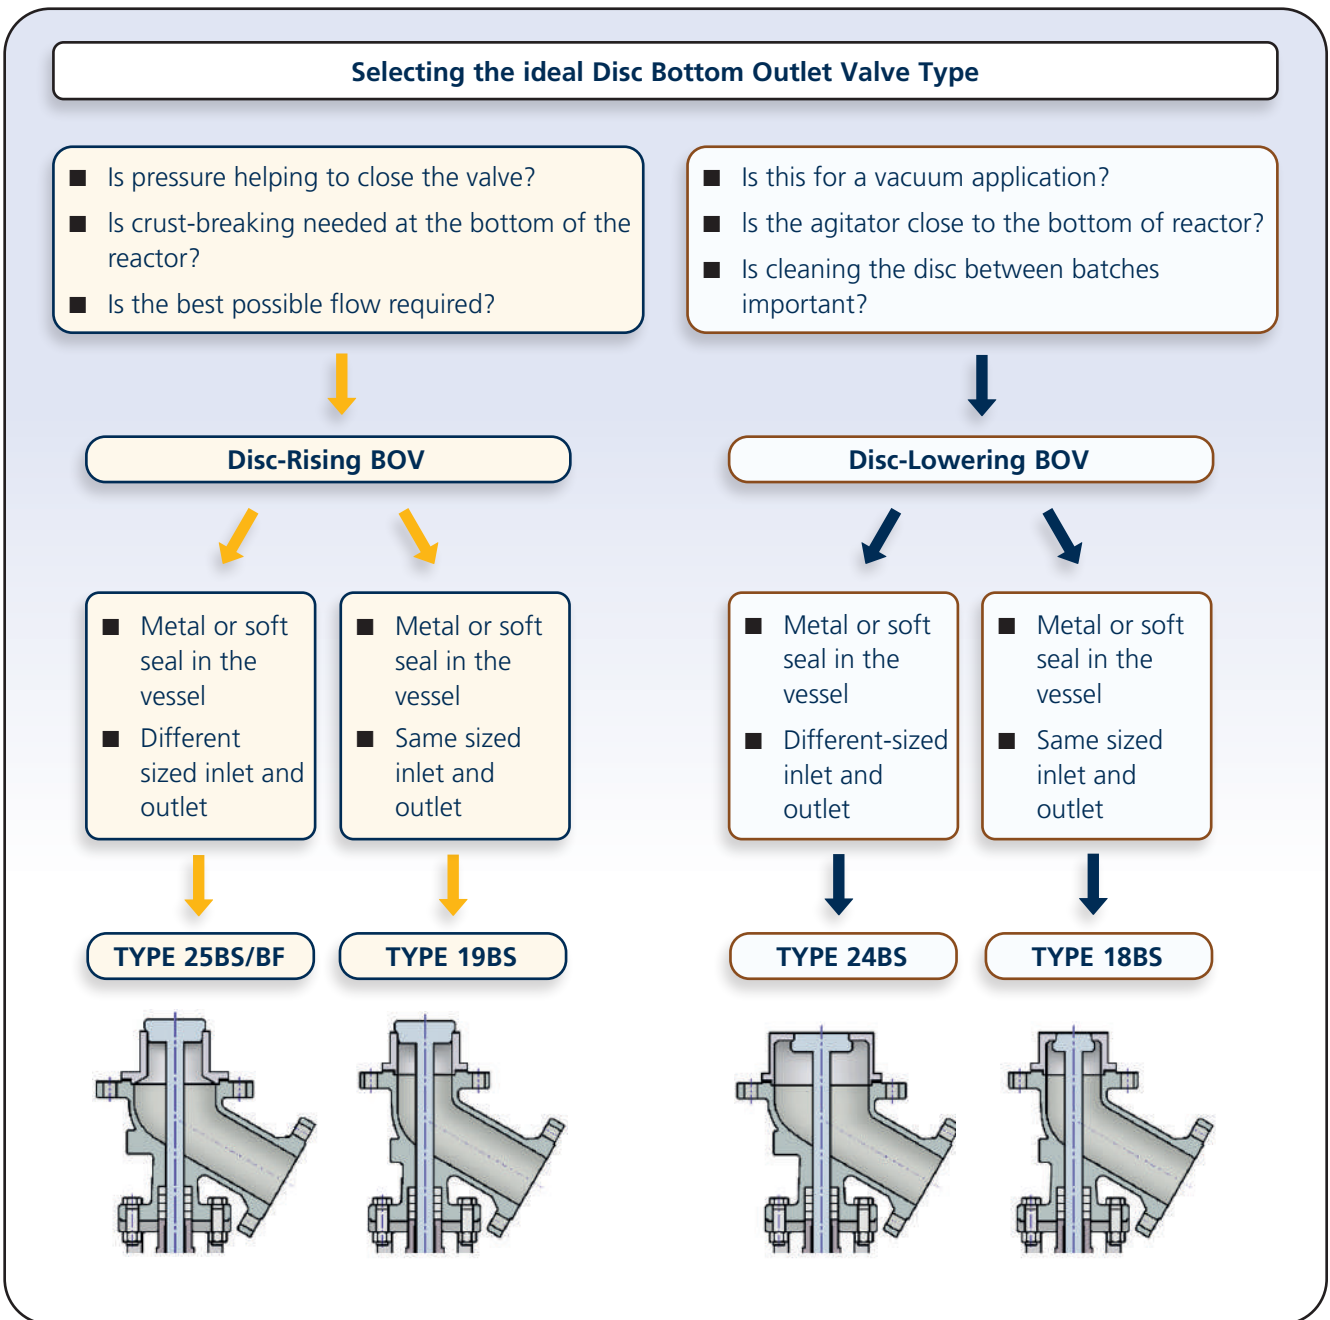 Selecting the ideal Disc Bottom Outlet Valve Type
■ Is pressure helping to close the valve?
■ Is crust-breaking needed at the bottom of the
reactor?
■ Is the best possible flow required?
■ Is this for a vacuum application?
■ Is the agitator close to the bottom of reactor?
■ Is cleaning the disc between batches
important?
Disc-Rising BOV
Disc-Lowering BOV
■ Metal or soft
seal in the
vessel
■ Different
sized inlet and
outlet
■ Metal or soft
seal in the
vessel
■ Same sized
inlet and
outlet
■ Metal or soft
seal in the
vessel
■ Different-sized
inlet and
outlet
■ Metal or soft
seal in the
vessel
■ Same sized
inlet and
outlet
TYPE 25BS/BF
TYPE 19BS
TYPE 24BS
TYPE 18BS